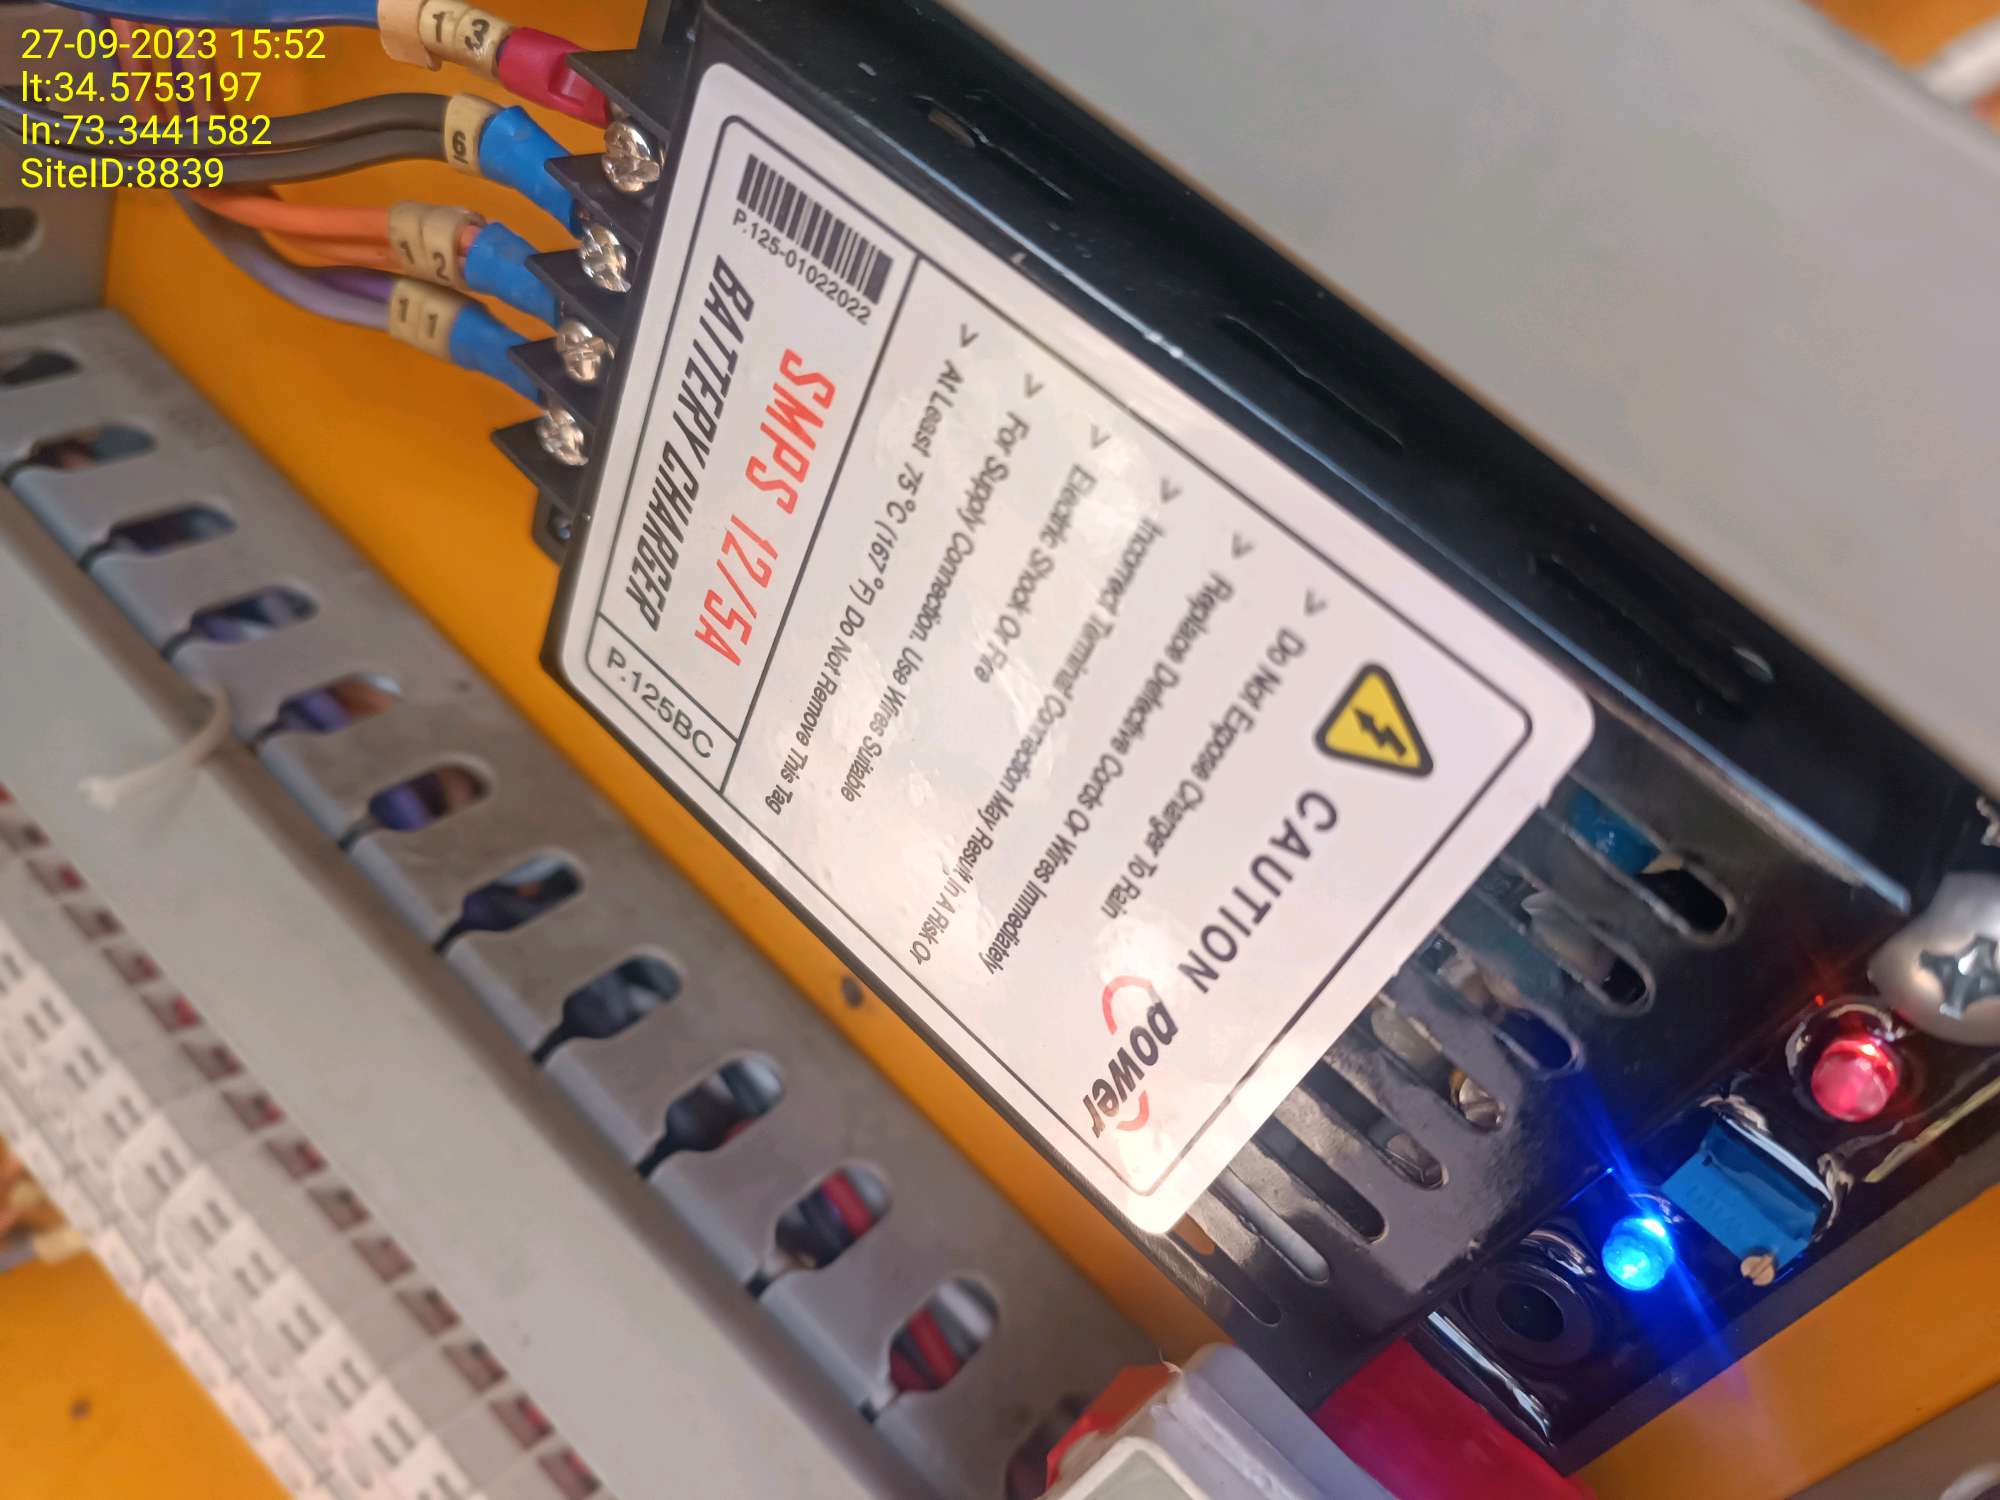 27-09-2023 15:52
lt:34.5753197
ln:73.3441582
SiteID:8839
13
6
12
11
power
CAUTION
> Do Not Expose Charger To Rain
> Replace Defective Cords Or Wires Immediately
> Incorrect Terminal Connection May Result In A Risk Or
> Electric Shock Or Fire
> For Supply Connection. Use Wires Suitable
> At Least 75°C (167°F) Do Not Remove This Tag
P.125-01022022
SMPS 12/5A
BATTERY CHARGER
P.125BC